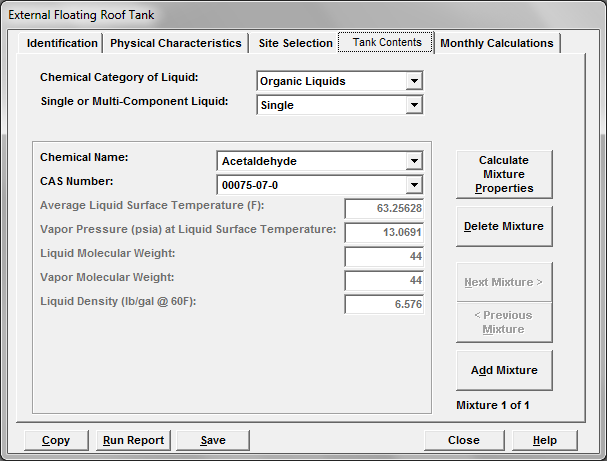 External Floating Roof Tank
Identification Physical Characteristics Site Selection Tank Contents Monthly Calculations
Chemical Category of Liquid: Organic Liquids
Single or Multi-Component Liquid: Single
Chemical Name: Acetaldehyde
CAS Number: 00075-07-0
Average Liquid Surface Temperature (F): 63.25628
Vapor Pressure (psia) at Liquid Surface Temperature: 13.0691
Liquid Molecular Weight: 44
Vapor Molecular Weight: 44
Liquid Density (lb/gal @ 60F): 6.576
Calculate
Mixture
Properties
Delete Mixture
Next Mixture >
< Previous
Mixture
Add Mixture
Mixture 1 of 1
Copy Run Report Save Close Help